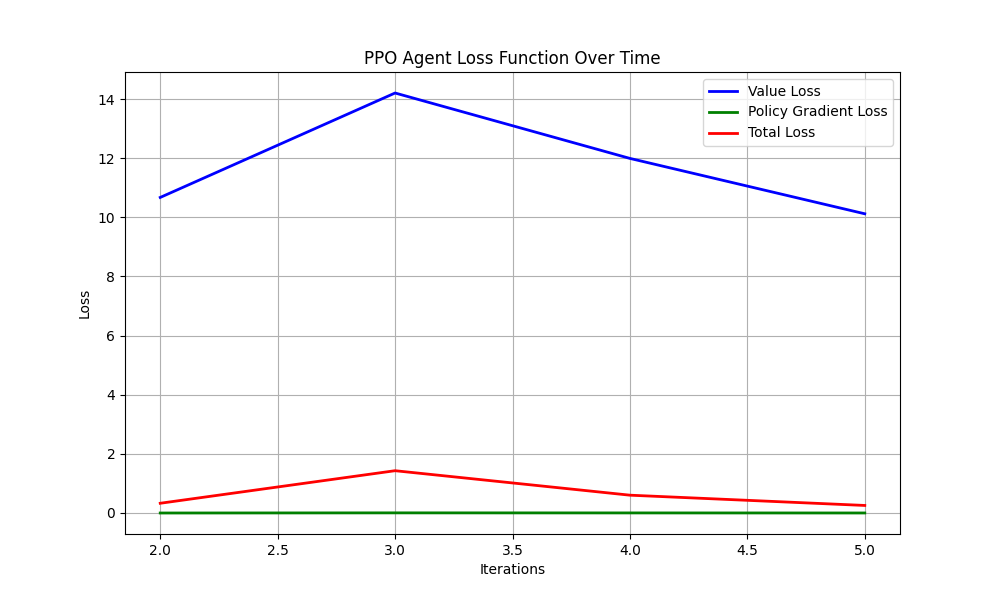 PPO Agent Loss Function Over Time
Value Loss
Policy Gradient Loss
Total Loss
Loss
14
12
10
8
6
4
2
0
2.0 2.5 3.0 3.5 4.0 4.5 5.0
Iterations